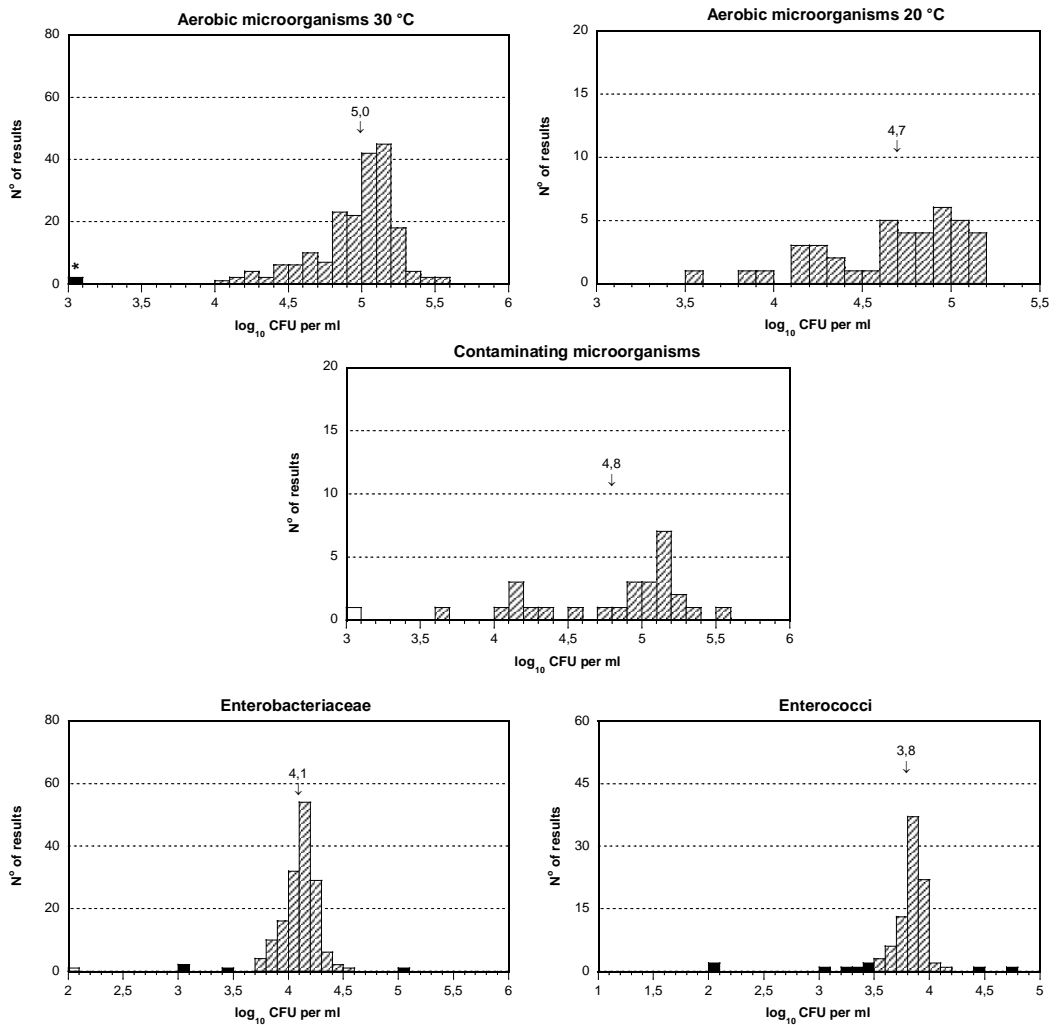 Aerobic microorganisms 30 °C
80
60
40
20
0
N° of results
5,0
↓
*
3 3,5 4 4,5 5 5,5 6
log₁₀ CFU per ml
Aerobic microorganisms 20 °C
20
15
10
5
0
N° of results
4,7
↓
3 3,5 4 4,5 5 5,5
log₁₀ CFU per ml
Contaminating microorganisms
20
15
10
5
0
N° of results
4,8
↓
3 3,5 4 4,5 5 5,5 6
log₁₀ CFU per ml
Enterobacteriaceae
80
60
40
20
0
N° of results
4,1
↓
2 2,5 3 3,5 4 4,5 5 5,5 6
log₁₀ CFU per ml
Enterococci
60
45
30
15
0
N° of results
3,8
↓
1 1,5 2 2,5 3 3,5 4 4,5 5
log₁₀ CFU per ml